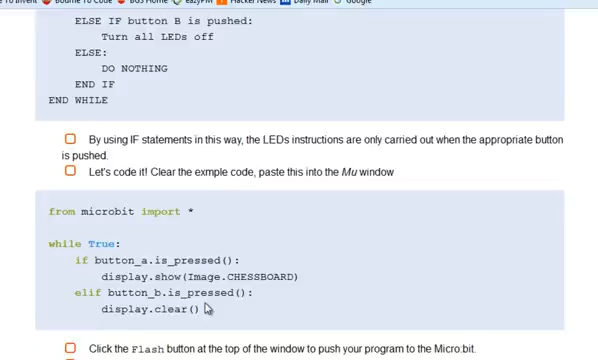 To Invent Bourne To Code BGS Home eazyPw Hacker News Daily Mail Google
ELSE IF button B is pushed:
Turn all LEDs off
ELSE:
DO NOTHING
END IF
END WHILE
By using IF statements in this way, the LEDs instructions are only carried out when the appropriate button
is pushed.
Let's code it! Clear the exmple code, paste this into the Mu window
from microbit import *
while True:
if button_a.is_pressed():
display.show(Image.CHESSBOARD)
elif button_b.is_pressed():
display.clear()
Click the Flash button at the top of the window to push your program to the Micro:bit.